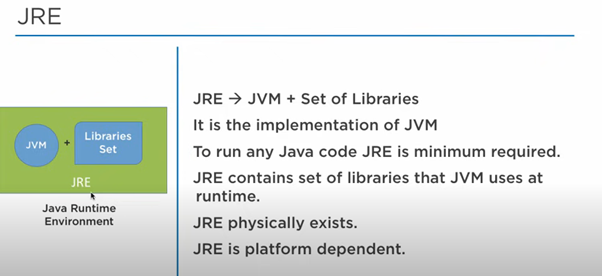 JRE
JVM
+
Libraries
Set
JRE
Java Runtime
Environment
JRE → JVM + Set of Libraries
It is the implementation of JVM
To run any Java code JRE is minimum required.
JRE contains set of libraries that JVM uses at
runtime.
JRE physically exists.
JRE is platform dependent.